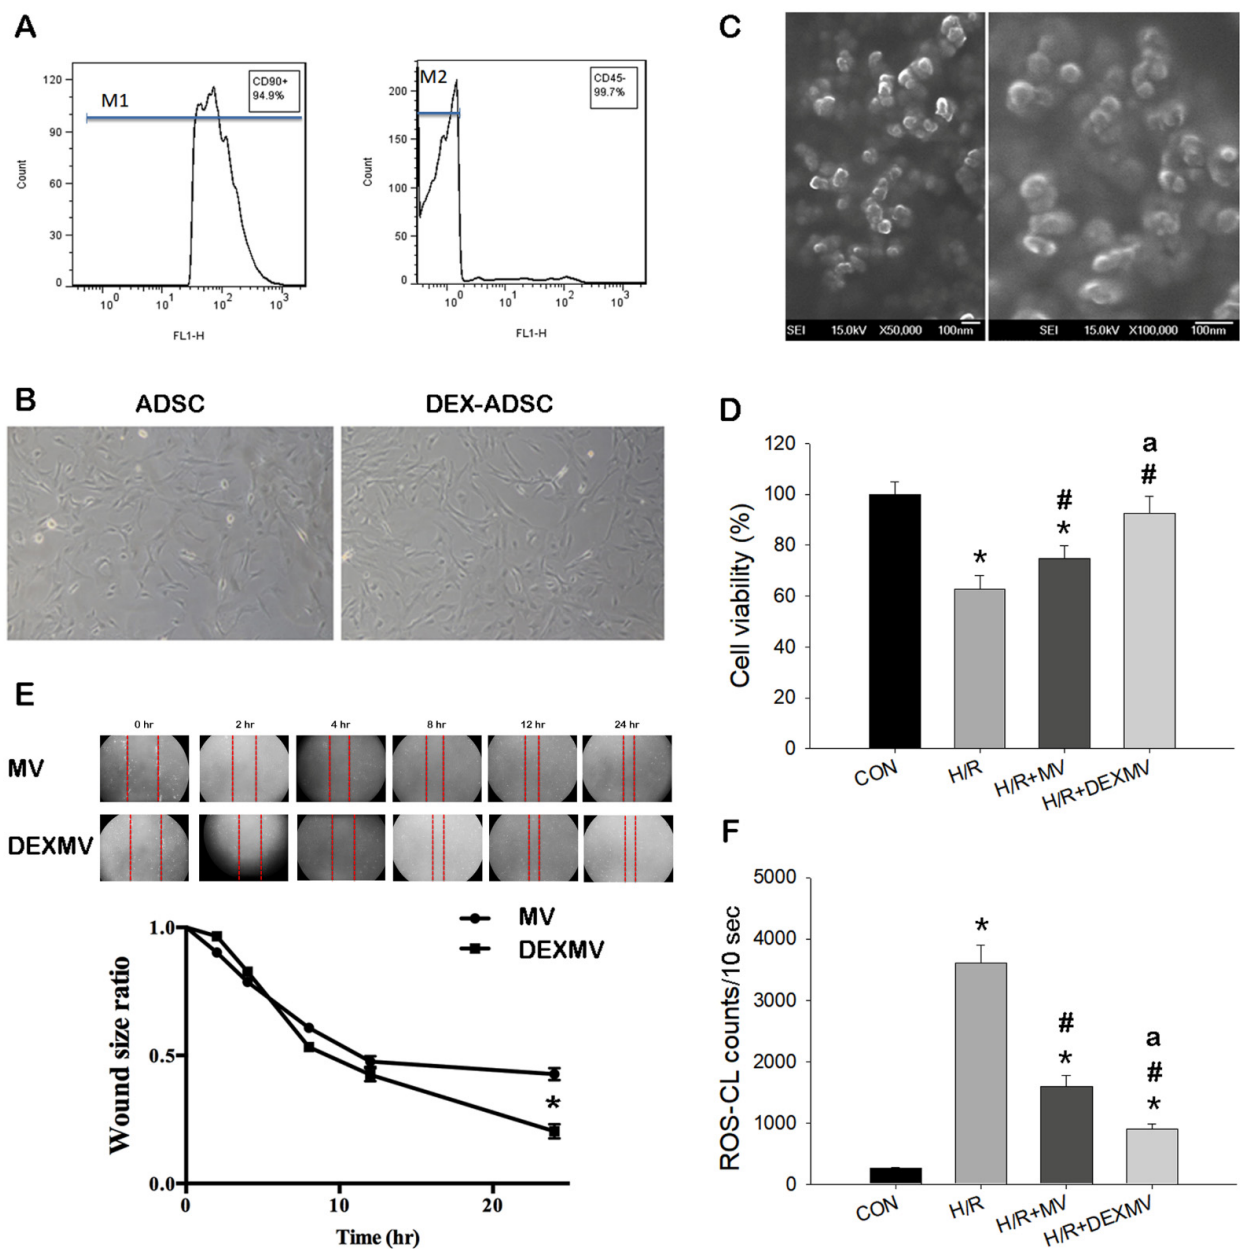 A
M1
CD90+
94.9%
120
90
60
30
0
Count
10^0
10^1
10^2
10^3
FL1-H
M2
CD45-
99.7%
200
150
100
50
0
Count
10^0
10^1
10^2
10^3
FL1-H
C
SEI 15.0kV X50,000 100nm
SEI 15.0kV X100,000 100nm
B
ADSC
DEX-ADSC
D
Cell viability (%)
120
100
80
60
40
20
0
*
#
*
a
#
CON
H/R
H/R+MV
H/R+DEXMV
E
0 hr
2 hr
4 hr
8 hr
12 hr
24 hr
MV
DEXMV
MV
DEXMV
Wound size ratio
1.0
0.5
0.0
*
0
10
20
Time (hr)
F
ROS-CL counts/10 sec
5000
4000
3000
2000
1000
0
*
#
*
a
#
*
CON
H/R
H/R+MV
H/R+DEXMV